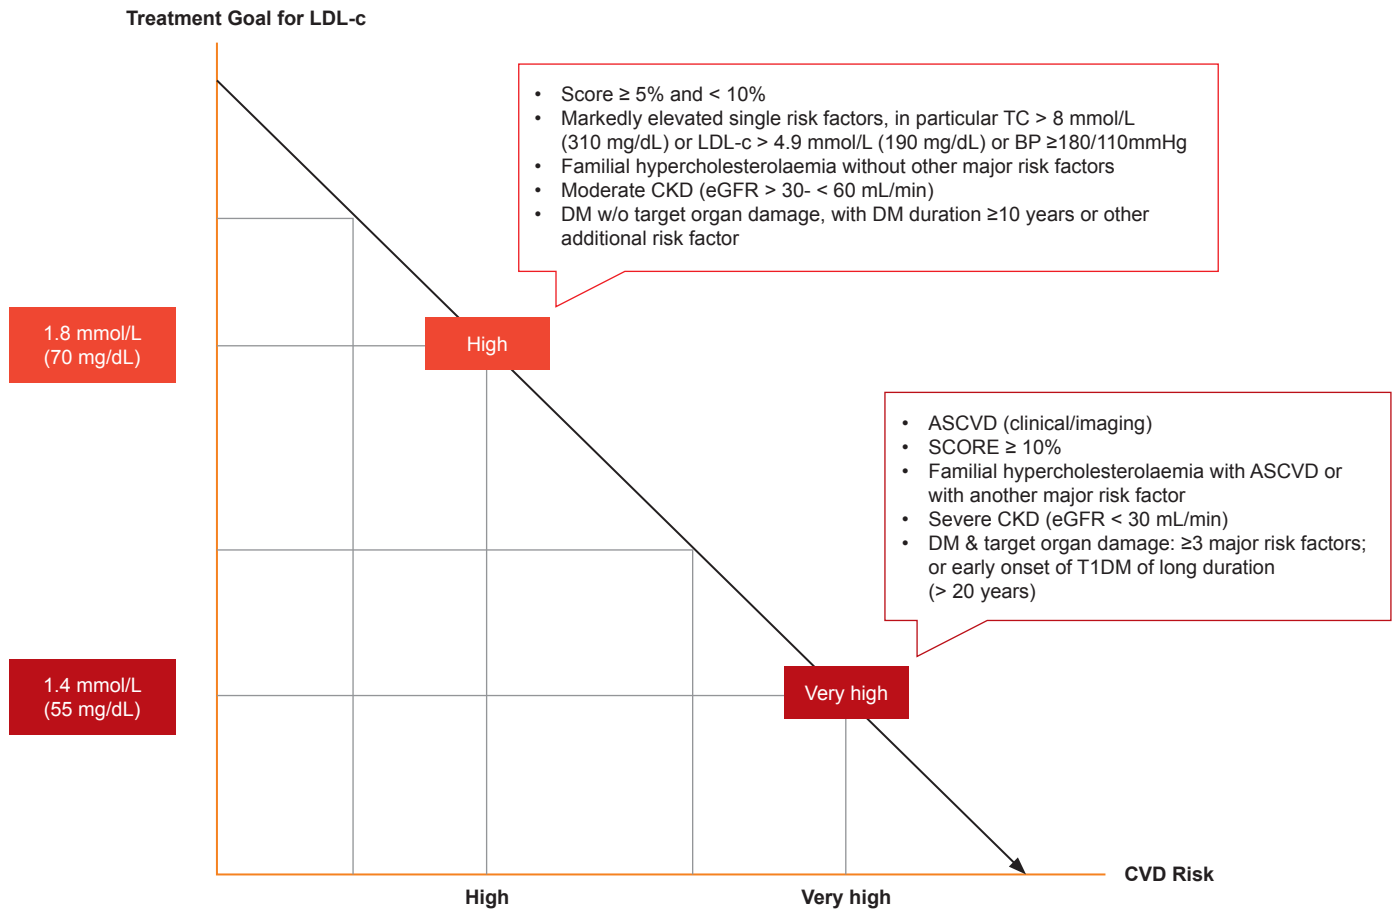 Treatment Goal for LDL-c
• Score ≥ 5% and < 10%
• Markedly elevated single risk factors, in particular TC > 8 mmol/L
(310 mg/dL) or LDL-c > 4.9 mmol/L (190 mg/dL) or BP ≥180/110mmHg
• Familial hypercholesterolaemia without other major risk factors
• Moderate CKD (eGFR > 30- < 60 mL/min)
• DM w/o target organ damage, with DM duration ≥10 years or other
additional risk factor
1.8 mmol/L
(70 mg/dL)
High
• ASCVD (clinical/imaging)
• SCORE ≥ 10%
• Familial hypercholesterolaemia with ASCVD or
with another major risk factor
• Severe CKD (eGFR < 30 mL/min)
• DM & target organ damage: ≥3 major risk factors;
or early onset of T1DM of long duration
(> 20 years)
1.4 mmol/L
(55 mg/dL)
Very high
CVD Risk
High
Very high